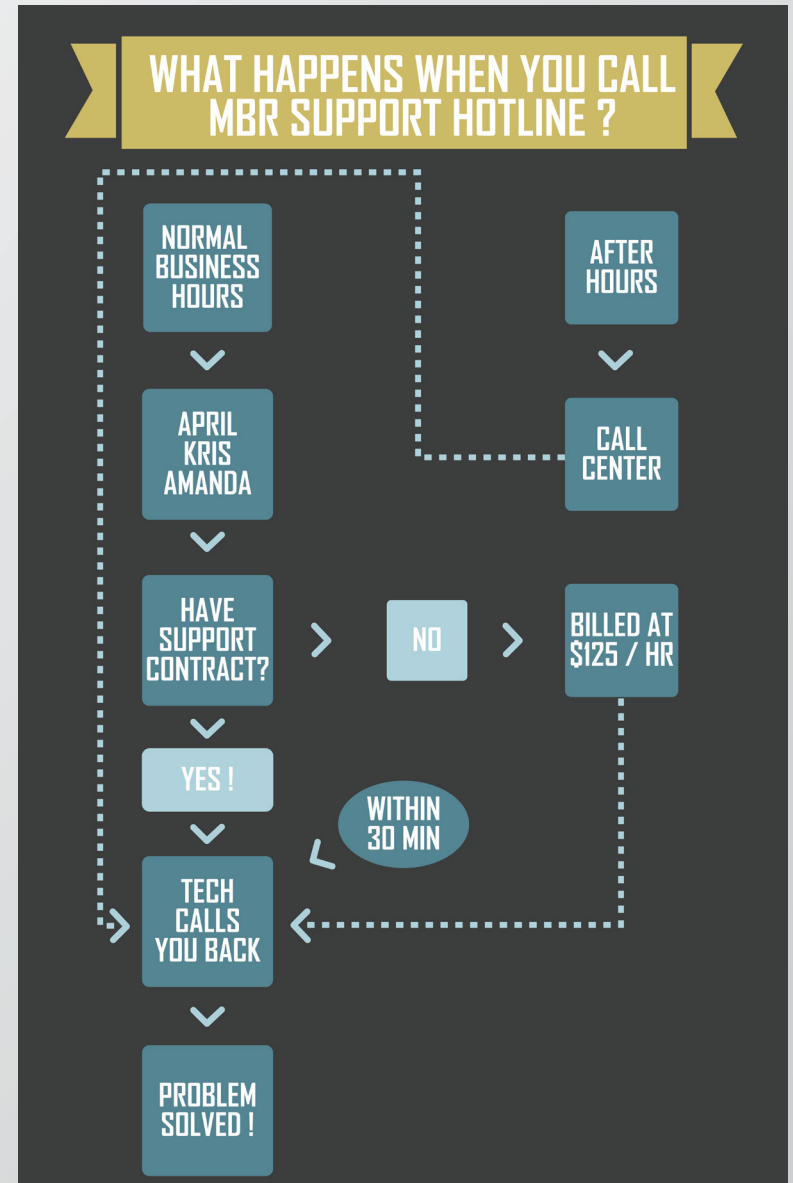 WHAT HAPPENS WHEN YOU CALL
MBR SUPPORT HOTLINE ?
NORMAL
BUSINESS
HOURS
AFTER
HOURS
APRIL
KRIS
AMANDA
CALL
CENTER
HAVE
SUPPORT
CONTRACT?
NO
BILLED AT
$125 / HR
YES !
WITHIN
30 MIN
TECH
CALLS
YOU BACK
PROBLEM
SOLVED !